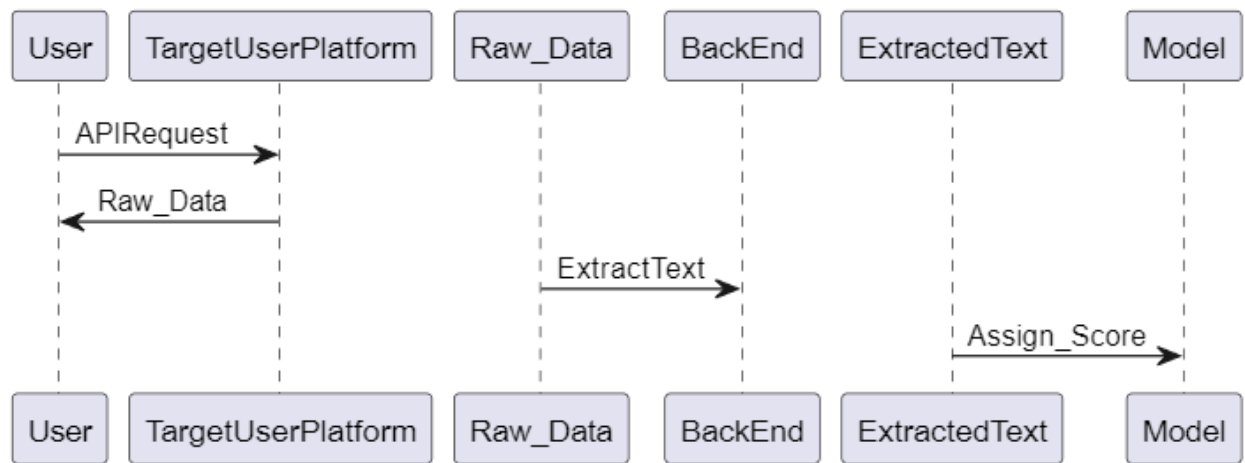 User TargetUserPlatform Raw_Data BackEnd ExtractedText Model
APIRequest
Raw_Data
ExtractText
Assign_Score
User TargetUserPlatform Raw_Data BackEnd ExtractedText Model